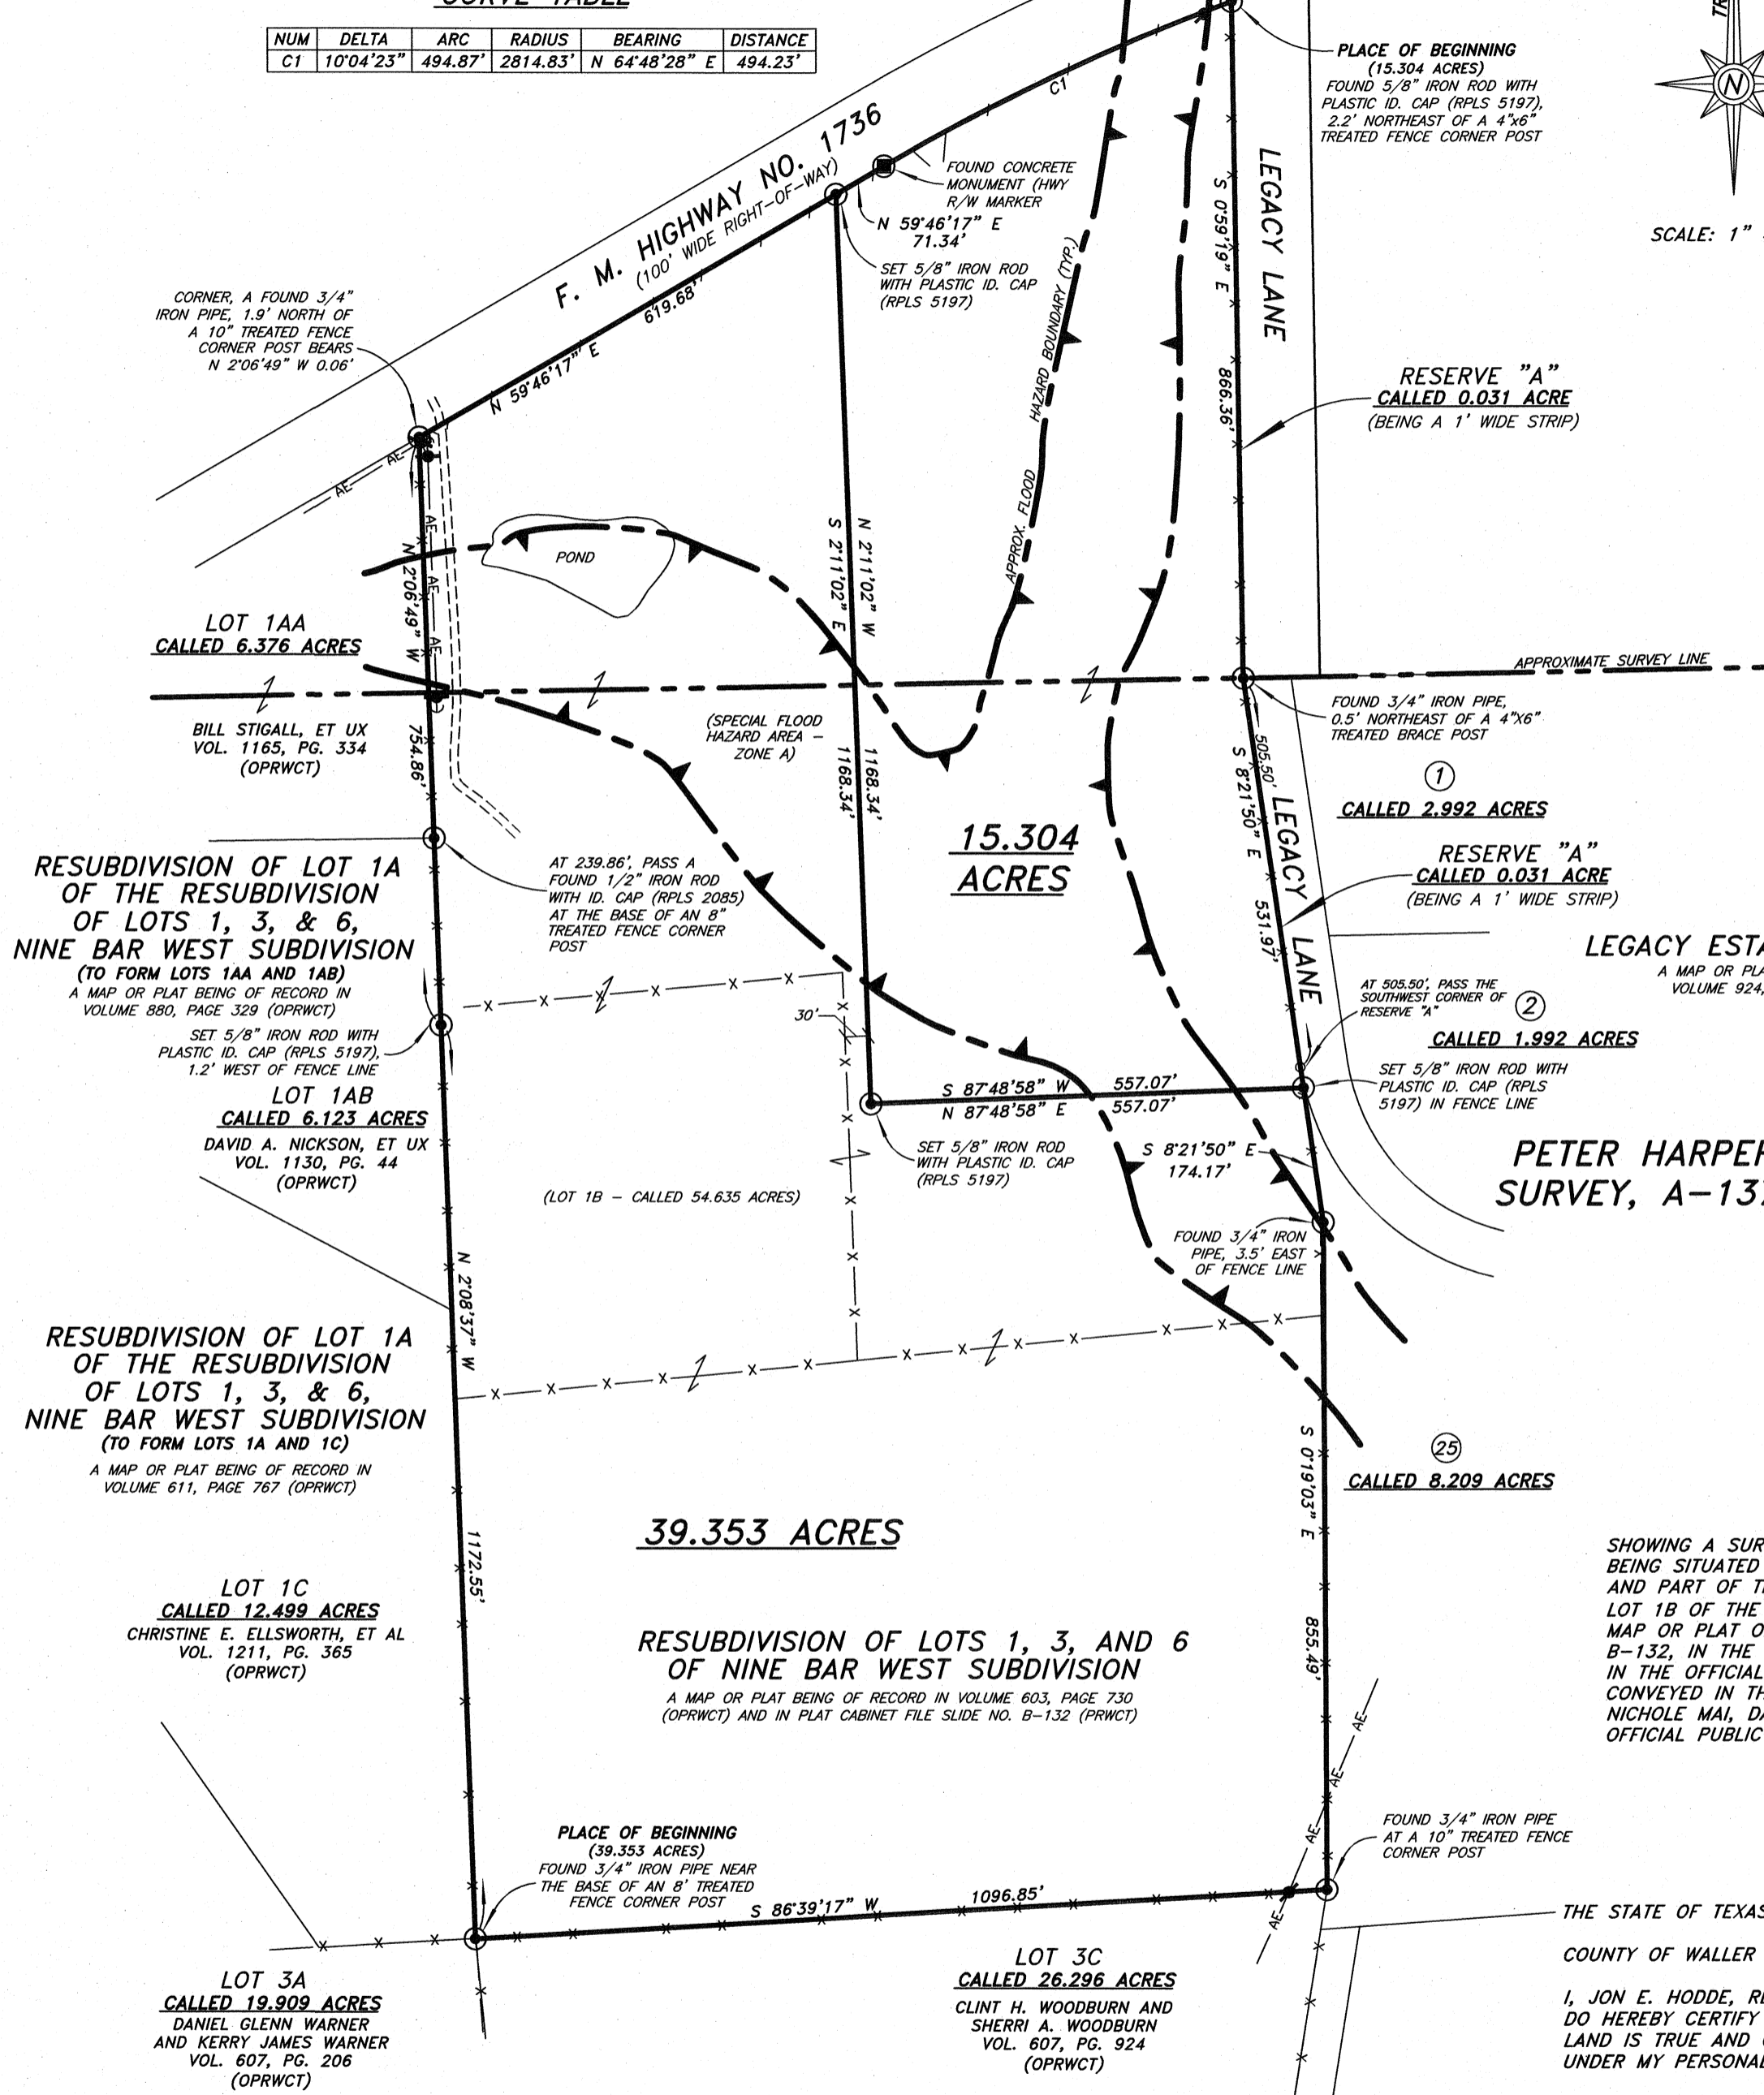 CURVE TABLE
NUM DELTA ARC RADIUS BEARING DISTANCE
C1 10°04'23" 494.87' 2814.83' N 64°48'28" E 494.23'
PLACE OF BEGINNING
(15.304 ACRES)
FOUND 5/8" IRON ROD WITH
PLASTIC ID. CAP (RPLS 5197),
2.2' NORTHEAST OF A 4"x6"
TREATED FENCE CORNER POST
N
SCALE: 1"
C1
F. M. HIGHWAY NO. 1736
(100' WIDE RIGHT-OF-WAY)
FOUND CONCRETE
MONUMENT (HWY
R/W MARKER
N 59°46'17" E
71.34'
SET 5/8" IRON ROD
WITH PLASTIC ID. CAP
(RPLS 5197)
LEGACY LANE
S 0°59'19" E
866.36'
CORNER, A FOUND 3/4"
IRON PIPE, 1.9' NORTH OF
A 10" TREATED FENCE
CORNER POST BEARS
N 2°06'49" W 0.06'
619.68'
N 59°46'17" E
APPROX. FLOOD HAZARD BOUNDARY (TYP.)
RESERVE "A"
CALLED 0.031 ACRE
(BEING A 1' WIDE STRIP)
AE
AE
AE
AE
AE
POND
N 2°06'49" W
754.86'
N 2°11'02" W
S 2°11'02" E
1168.34'
1168.34'
LOT 1AA
CALLED 6.376 ACRES
BILL STIGALL, ET UX
VOL. 1165, PG. 334
(OPRWCT)
(SPECIAL FLOOD
HAZARD AREA -
ZONE A)
APPROXIMATE SURVEY LINE
FOUND 3/4" IRON PIPE,
0.5' NORTHEAST OF A 4"X6"
TREATED BRACE POST
505.50'
S 8°21'50" E
531.97'
LEGACY LANE
1
CALLED 2.992 ACRES
RESERVE "A"
CALLED 0.031 ACRE
(BEING A 1' WIDE STRIP)
15.304
ACRES
RESUBDIVISION OF LOT 1A
OF THE RESUBDIVISION
OF LOTS 1, 3, & 6,
NINE BAR WEST SUBDIVISION
(TO FORM LOTS 1AA AND 1AB)
A MAP OR PLAT BEING OF RECORD IN
VOLUME 880, PAGE 329 (OPRWCT)
AT 239.86', PASS A
FOUND 1/2" IRON ROD
WITH ID. CAP (RPLS 2085)
AT THE BASE OF AN 8"
TREATED FENCE CORNER
POST
LEGACY
A MAP OR
VOLUME 924,
AT 505.50', PASS THE
SOUTHWEST CORNER OF
RESERVE "A"
2
CALLED 1.992 ACRES
SET 5/8" IRON ROD WITH
PLASTIC ID. CAP (RPLS 5197),
1.2' WEST OF FENCE LINE
30'
SET 5/8" IRON ROD WITH
PLASTIC ID. CAP (RPLS
5197) IN FENCE LINE
LOT 1AB
CALLED 6.123 ACRES
DAVID A. NICKSON, ET UX
VOL. 1130, PG. 44
(OPRWCT)
S 87°48'58" W 557.07'
N 87°48'58" E 557.07'
SET 5/8" IRON ROD
WITH PLASTIC ID. CAP
(RPLS 5197)
S 8°21'50" E
174.17'
PETER HARPER
SURVEY,
(LOT 1B - CALLED 54.635 ACRES)
FOUND 3/4" IRON
PIPE, 3.5' EAST
OF FENCE LINE
N 2°08'37" W
1172.55'
RESUBDIVISION OF LOT 1A
OF THE RESUBDIVISION
OF LOTS 1, 3, & 6,
NINE BAR WEST SUBDIVISION
(TO FORM LOTS 1A AND 1C)
A MAP OR PLAT BEING OF RECORD IN
VOLUME 611, PAGE 767 (OPRWCT)
S 0°19'03" E
855.49'
25
CALLED 8.209 ACRES
39.353 ACRES
LOT 1C
CALLED 12.499 ACRES
CHRISTINE E. ELLSWORTH, ET AL
VOL. 1211, PG. 365
(OPRWCT)
RESUBDIVISION OF LOTS 1, 3, AND 6
OF NINE BAR WEST SUBDIVISION
A MAP OR PLAT BEING OF RECORD IN VOLUME 603, PAGE 730
(OPRWCT) AND IN PLAT CABINET FILE SLIDE NO. B-132 (PRWCT)
SHOWING A
BEING SITUATED
AND PART OF
LOT 1B OF THE
MAP OR PLAT
B-132, IN THE
IN THE OFFICIAL
CONVEYED IN
NICHOLE MAI,
OFFICIAL PUBLIC
AE
AE
AE
AE
PLACE OF BEGINNING
(39.353 ACRES)
FOUND 3/4" IRON PIPE NEAR
THE BASE OF AN 8' TREATED
FENCE CORNER POST
FOUND 3/4" IRON PIPE
AT A 10" TREATED FENCE
CORNER POST
S 86°39'17" W 1096.85'
THE STATE OF TEXAS
COUNTY OF WALLER
LOT 3A
CALLED 19.909 ACRES
DANIEL GLENN WARNER
AND KERRY JAMES WARNER
VOL. 607, PG. 206
(OPRWCT)
LOT 3C
CALLED 26.296 ACRES
CLINT H. WOODBURN AND
SHERRI A. WOODBURN
VOL. 607, PG. 924
(OPRWCT)
I, JON E. HODDE,
DO HEREBY CERTIFY
LAND IS TRUE AND
UNDER MY PERSONAL